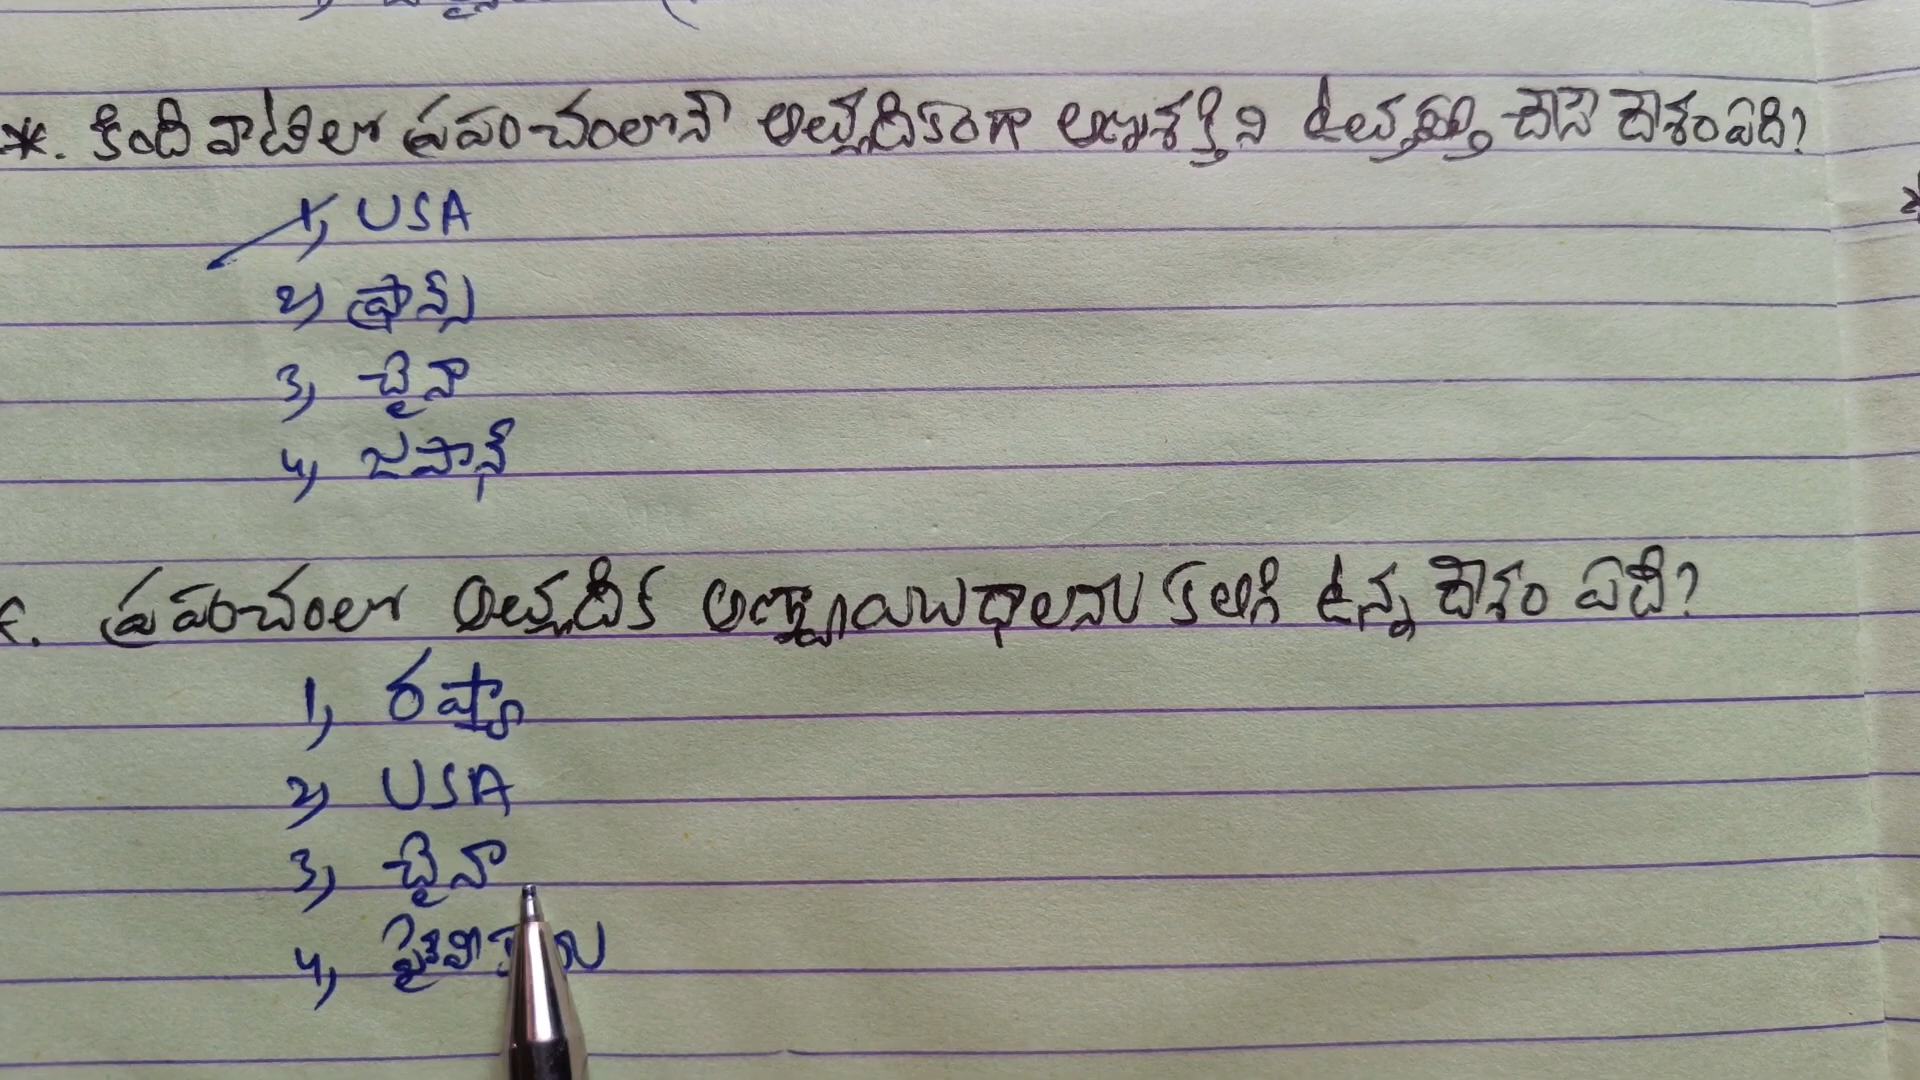 *. కింది వాటిలో ప్రపంచంలోనే అత్యధికంగా అణుశక్తిని ఉత్పత్తి చేసే దేశం ఏది?
1, USA
2) ఫ్రాన్స్
3, చైనా
4, జపాన్
ప్రపంచంలో అత్యధిక అణ్వాయుధాలను కలిగి ఉన్న దేశం ఏది?
1, రష్యా
2) USA
3, చైనా
4,